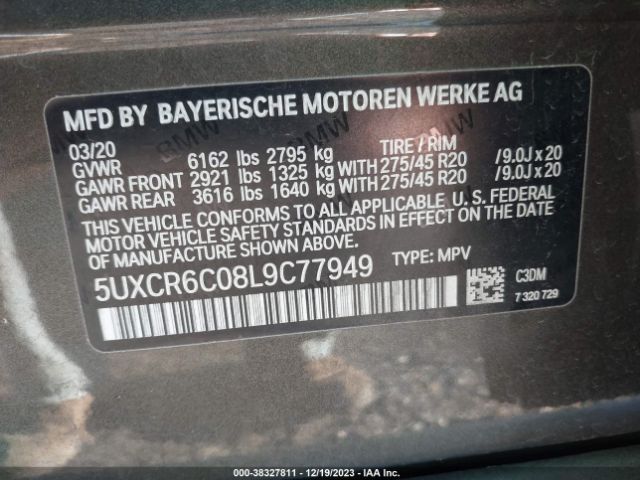 MFD BY BAYERISCHE MOTOREN WERKE AG
03/20 TIRE / RIM
GVWR 6162 lbs 2795 kg
GAWR FRONT 2921 lbs 1325 kg WITH 275/45 R20 /9.0J x 20
GAWR REAR 3616 lbs 1640 kg WITH 275/45 R20 /9.0J x 20
THIS VEHICLE CONFORMS TO ALL APPLICABLE U. S. FEDERAL
MOTOR VEHICLE SAFETY STANDARDS IN EFFECT ON THE DATE
OF MANUFACTURE SHOWN ABOVE.
5UXCR6C08L9C77949 TYPE: MPV
C3DM
7 320 729
000-38327811 - 12/19/2023 - IAA Inc.